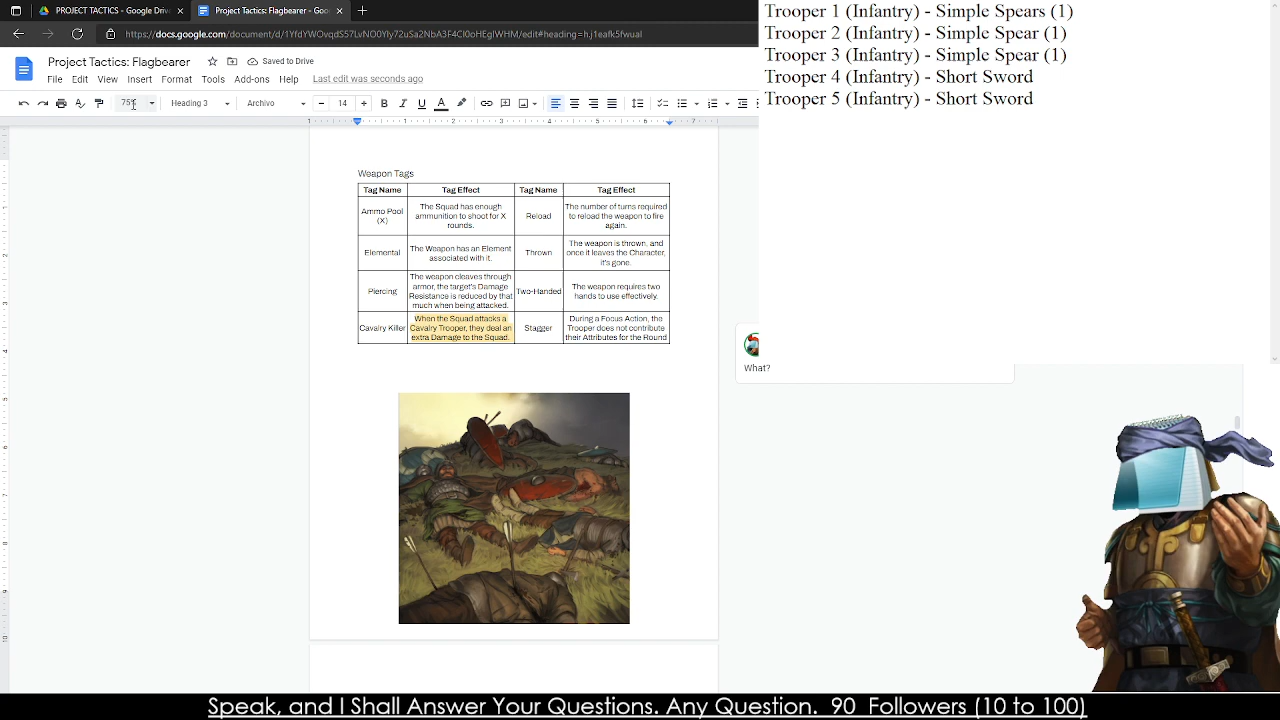 PROJECT TACTICS - Google Driv
Project Tactics: Flagbearer - Goo
https://docs.google.com/document/d/1YfdYWOvqdS57LvNO0Yly72uSa2NbA3F4CI0oHEgIWHM/edit#heading=h.j1eafk5fwual
Project Tactics: Flagbearer
Saved to Drive
File Edit View Insert Format Tools Add-ons Help Last edit was seconds ago
75% Heading 3 Archivo 14 B I U A
1 1 2 3 4 5 6 7
Weapon Tags
Tag Name Tag Effect Tag Name Tag Effect
Ammo Pool (X)
The Squad has enough
ammunition to shoot for X
rounds.
Reload
The number of turns required
to reload the weapon to fire
again.
Elemental
The Weapon has an Element
associated with it.
Thrown
The weapon is thrown, and
once it leaves the Character,
it's gone.
Piercing
The weapon cleaves through
armor, the target's Damage
Resistance is reduced by that
much when being attacked.
Two-Handed
The weapon requires two
hands to use effectively.
Cavalry Killer
When the Squad attacks a
Cavalry Trooper, they deal an
extra Damage to the Squad.
Stagger
During a Focus Action, the
Trooper does not contribute
their Attributes for the Round
What?
Trooper 1 (Infantry) - Simple Spears (1)
Trooper 2 (Infantry) - Simple Spear (1)
Trooper 3 (Infantry) - Simple Spear (1)
Trooper 4 (Infantry) - Short Sword
Trooper 5 (Infantry) - Short Sword
Speak, and I Shall Answer Your Questions. Any Question. 90 Followers (10 to 100)